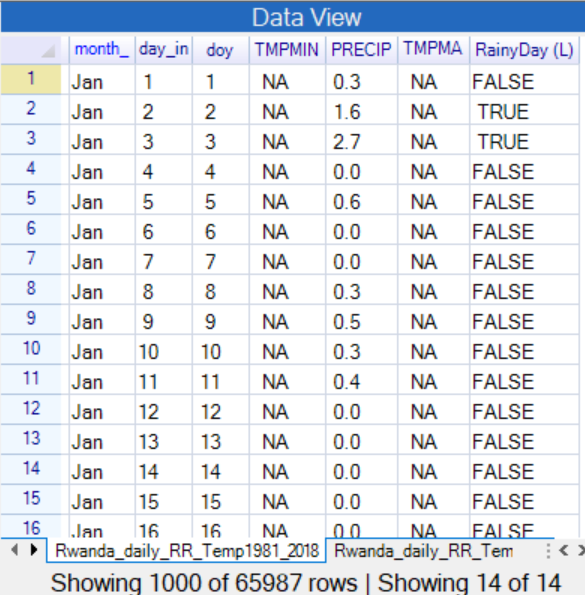 Data View
month_ day_in doy TMPMIN PRECIP TMPMA RainyDay (L)
1 Jan 1 1 NA 0.3 NA FALSE
2 Jan 2 2 NA 1.6 NA TRUE
3 Jan 3 3 NA 2.7 NA TRUE
4 Jan 4 4 NA 0.0 NA FALSE
5 Jan 5 5 NA 0.6 NA FALSE
6 Jan 6 6 NA 0.0 NA FALSE
7 Jan 7 7 NA 0.0 NA FALSE
8 Jan 8 8 NA 0.3 NA FALSE
9 Jan 9 9 NA 0.5 NA FALSE
10 Jan 10 10 NA 0.3 NA FALSE
11 Jan 11 11 NA 0.4 NA FALSE
12 Jan 12 12 NA 0.0 NA FALSE
13 Jan 13 13 NA 0.0 NA FALSE
14 Jan 14 14 NA 0.0 NA FALSE
15 Jan 15 15 NA 0.0 NA FALSE
16 Jan 16 16 NA 0.0 NA FALSE
Rwanda_daily_RR_Temp1981_2018 Rwanda_daily_RR_Tem
Showing 1000 of 65987 rows | Showing 14 of 14